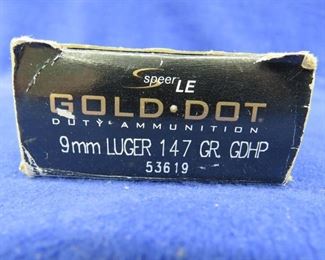 Speer LE
GOLD DOT
DUTY AMMUNITION
9mm LUGER 147 GR. GDHP
53619